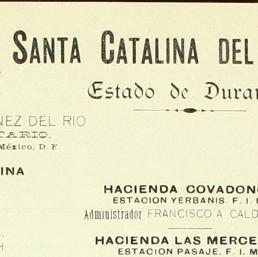 SANTA CATALINA DEL
Estado de Duran
NEZ DEL RIO
TARIO.
México, D. F.
INA
HACIENDA COVADON
ESTACION YERBANIS. F. I. M
Administrador FRANCISCO A. CALD
HACIENDA LAS MERCE
ESTACION PASAJE, F. I. M